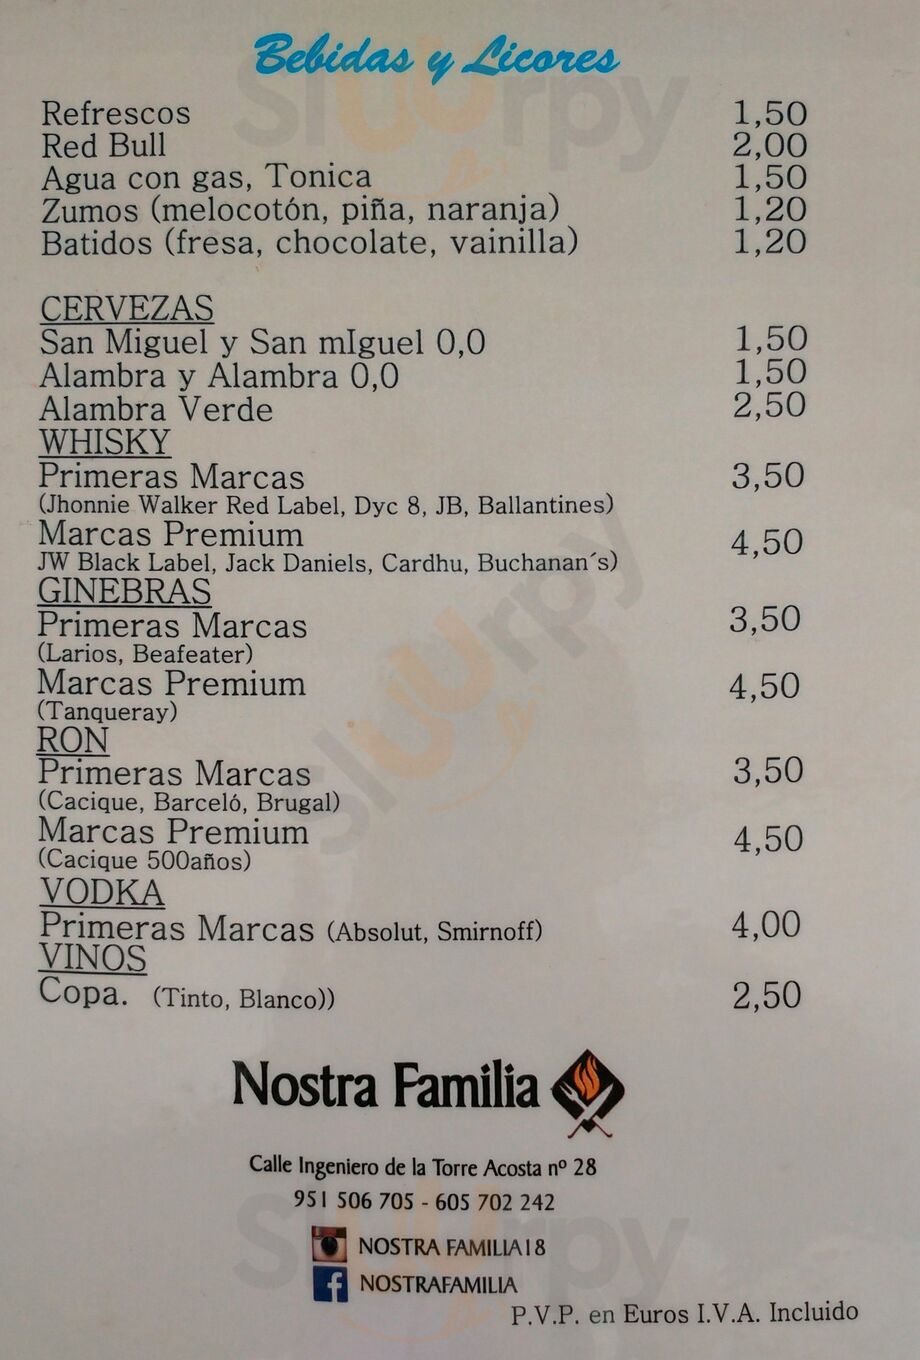 Bebidas y Licores
Refrescos 1,50
Red Bull 2,00
Agua con gas, Tonica 1,50
Zumos (melocotón, piña, naranja) 1,20
Batidos (fresa, chocolate, vainilla) 1,20
CERVEZAS
San Miguel y San mIguel 0,0 1,50
Alambra y Alambra 0,0 1,50
Alambra Verde 2,50
WHISKY
Primeras Marcas 3,50
(Jhonnie Walker Red Label, Dyc 8, JB, Ballantines)
Marcas Premium 4,50
JW Black Label, Jack Daniels, Cardhu, Buchanan´s)
GINEBRAS
Primeras Marcas 3,50
(Larios, Beafeater)
Marcas Premium 4,50
(Tanqueray)
RON
Primeras Marcas 3,50
(Cacique, Barceló, Brugal)
Marcas Premium 4,50
(Cacique 500años)
VODKA
Primeras Marcas (Absolut, Smirnoff) 4,00
VINOS
Copa. (Tinto, Blanco)) 2,50
Nostra Familia
Calle Ingeniero de la Torre Acosta nº 28
951 506 705 - 605 702 242
NOSTRA FAMILIA18
NOSTRAFAMILIA
P.V.P. en Euros I.V.A. Incluido
Sluurpy
Sluurpy
Sluurpy